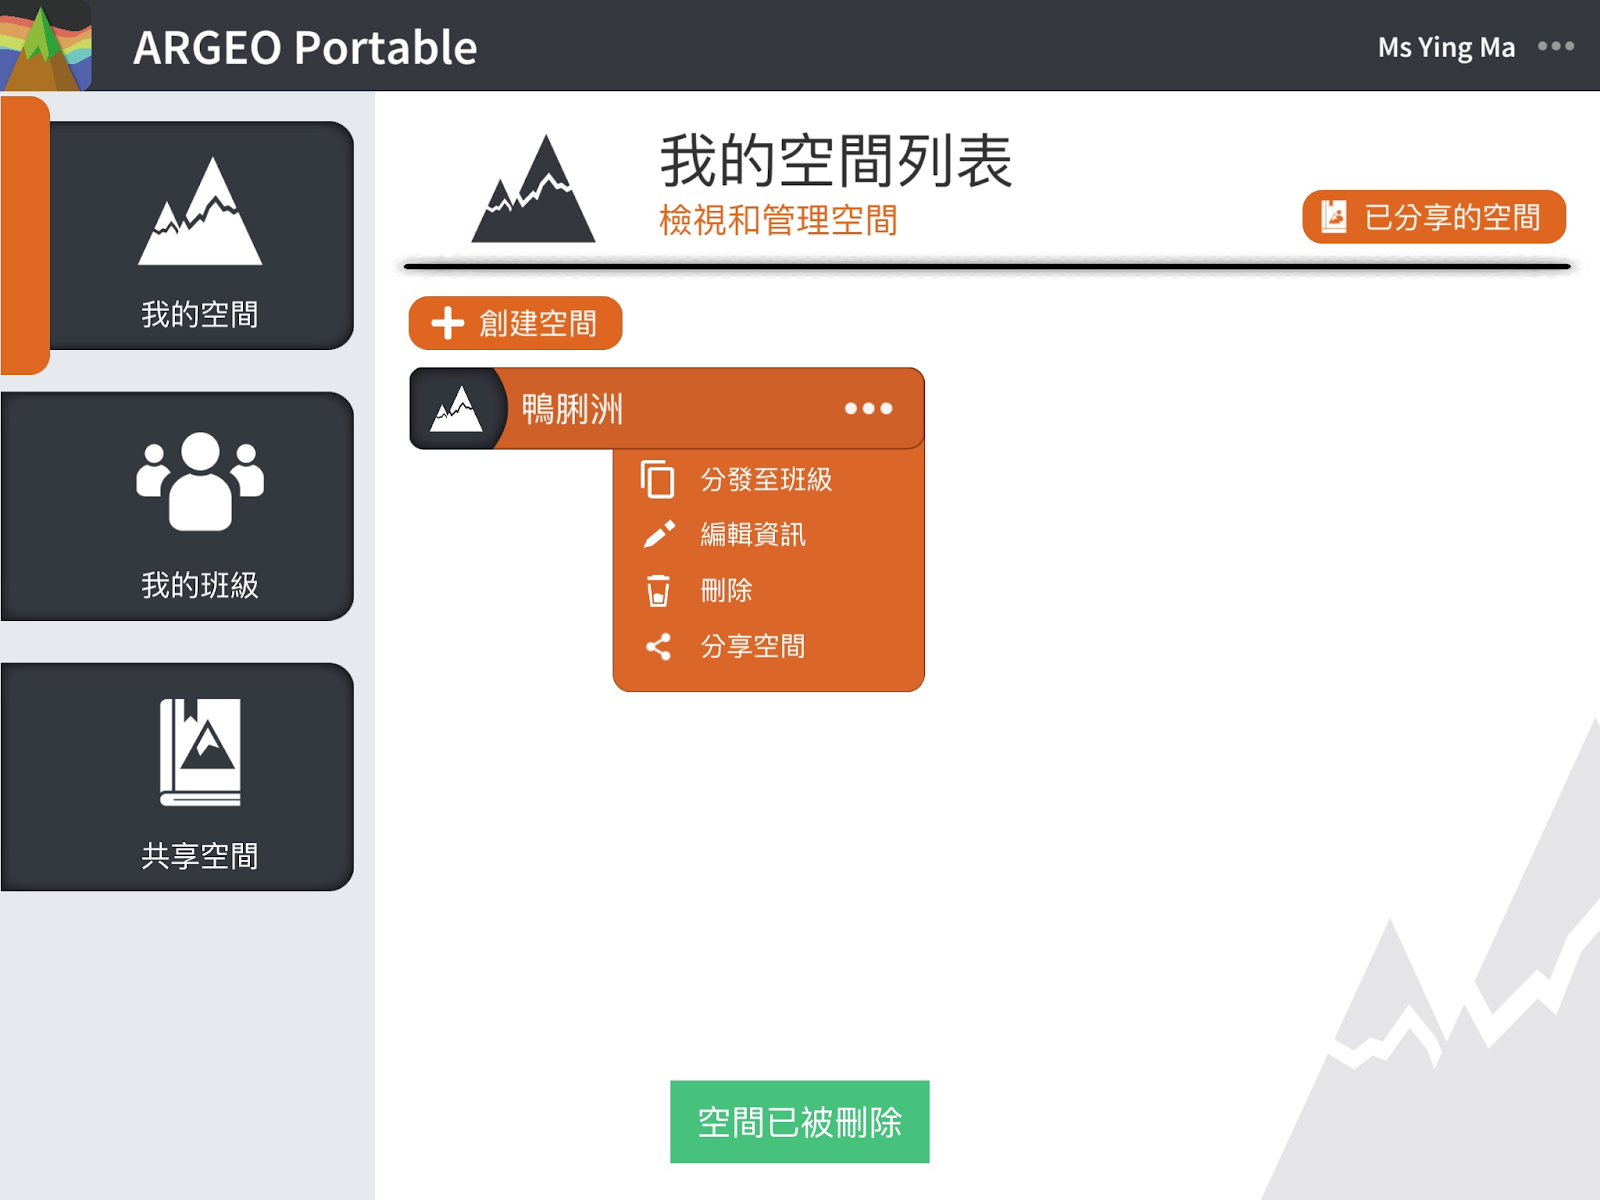 ARGEO Portable
Ms Ying Ma
我的空間
我的班級
共享空間
我的空間列表
檢視和管理空間
已分享的空間
創建空間
鴨脷洲
分發至班級
編輯資訊
刪除
分享空間
空間已被刪除